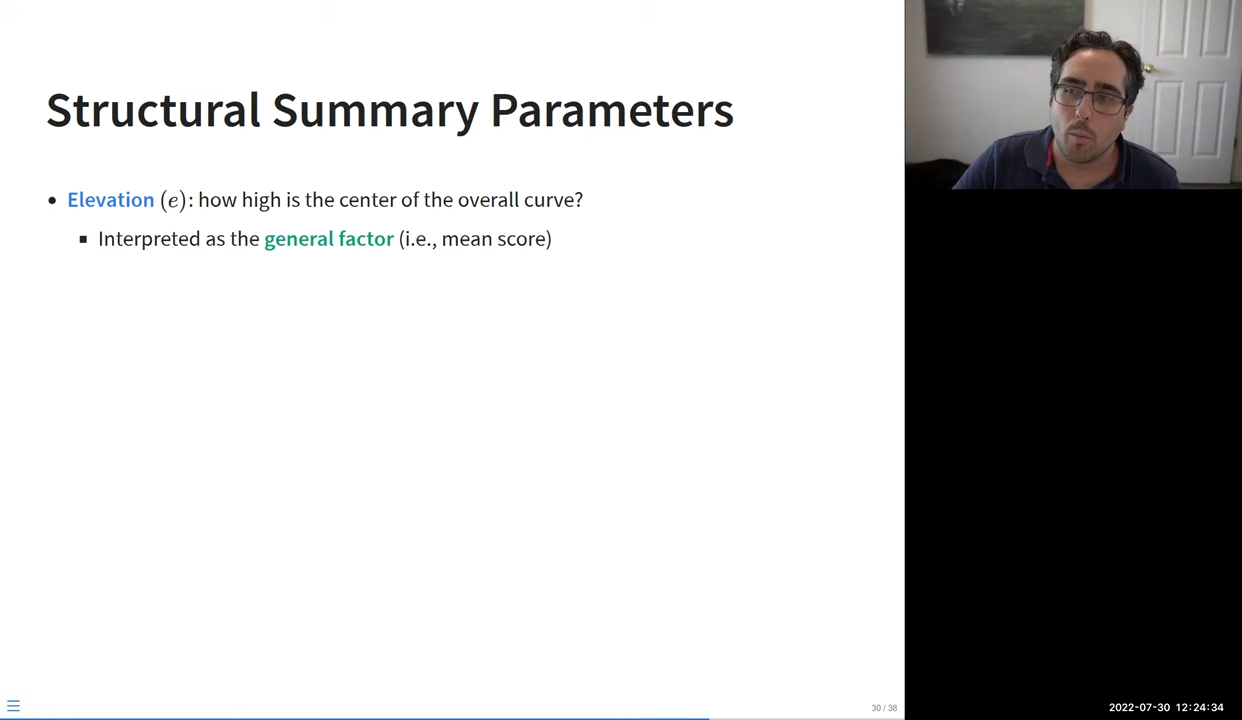 Structural Summary Parameters
• Elevation (e): how high is the center of the overall curve?
▪ Interpreted as the general factor (i.e., mean score)
30 / 38
2022-07-30 12:24:34